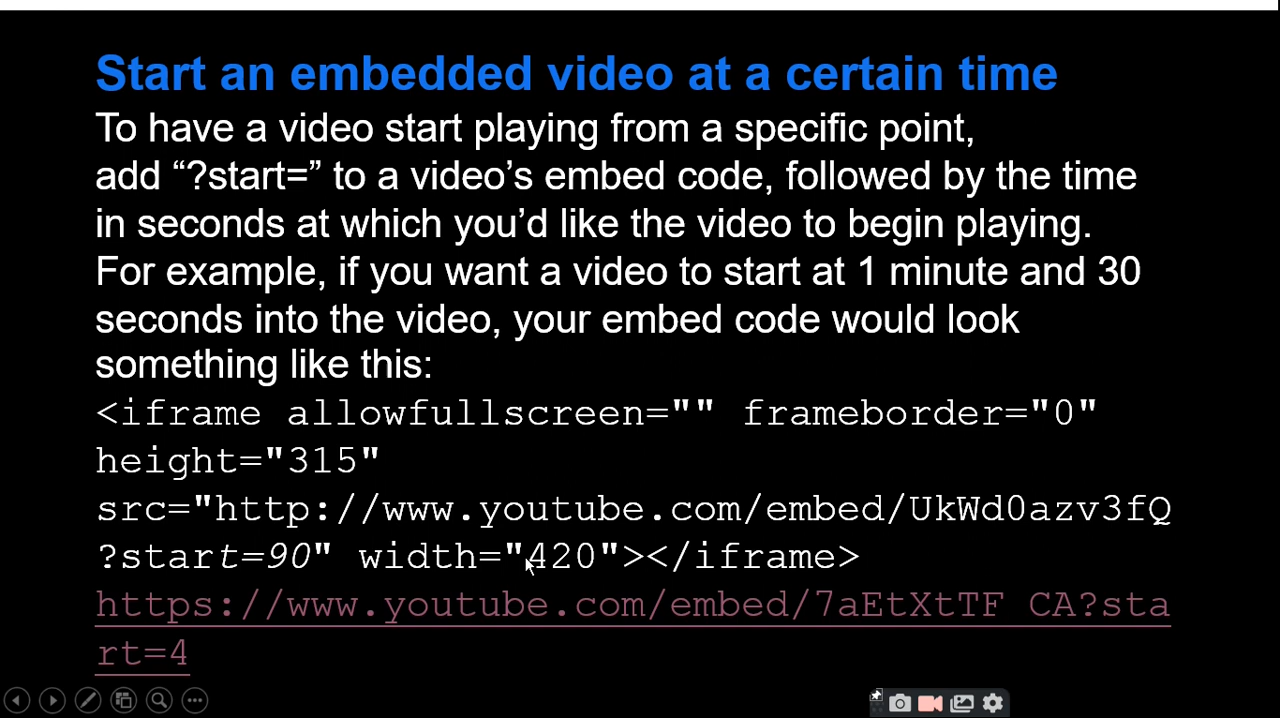 Start an embedded video at a certain time
To have a video start playing from a specific point,
add “?start=” to a video’s embed code, followed by the time
in seconds at which you’d like the video to begin playing.
For example, if you want a video to start at 1 minute and 30
seconds into the video, your embed code would look
something like this:
<iframe allowfullscreen="" frameborder="0"
height="315"
src="http://www.youtube.com/embed/UkWd0azv3fQ
?start=90" width="420"></iframe>
https://www.youtube.com/embed/7aEtXtTF_CA?sta
rt=4